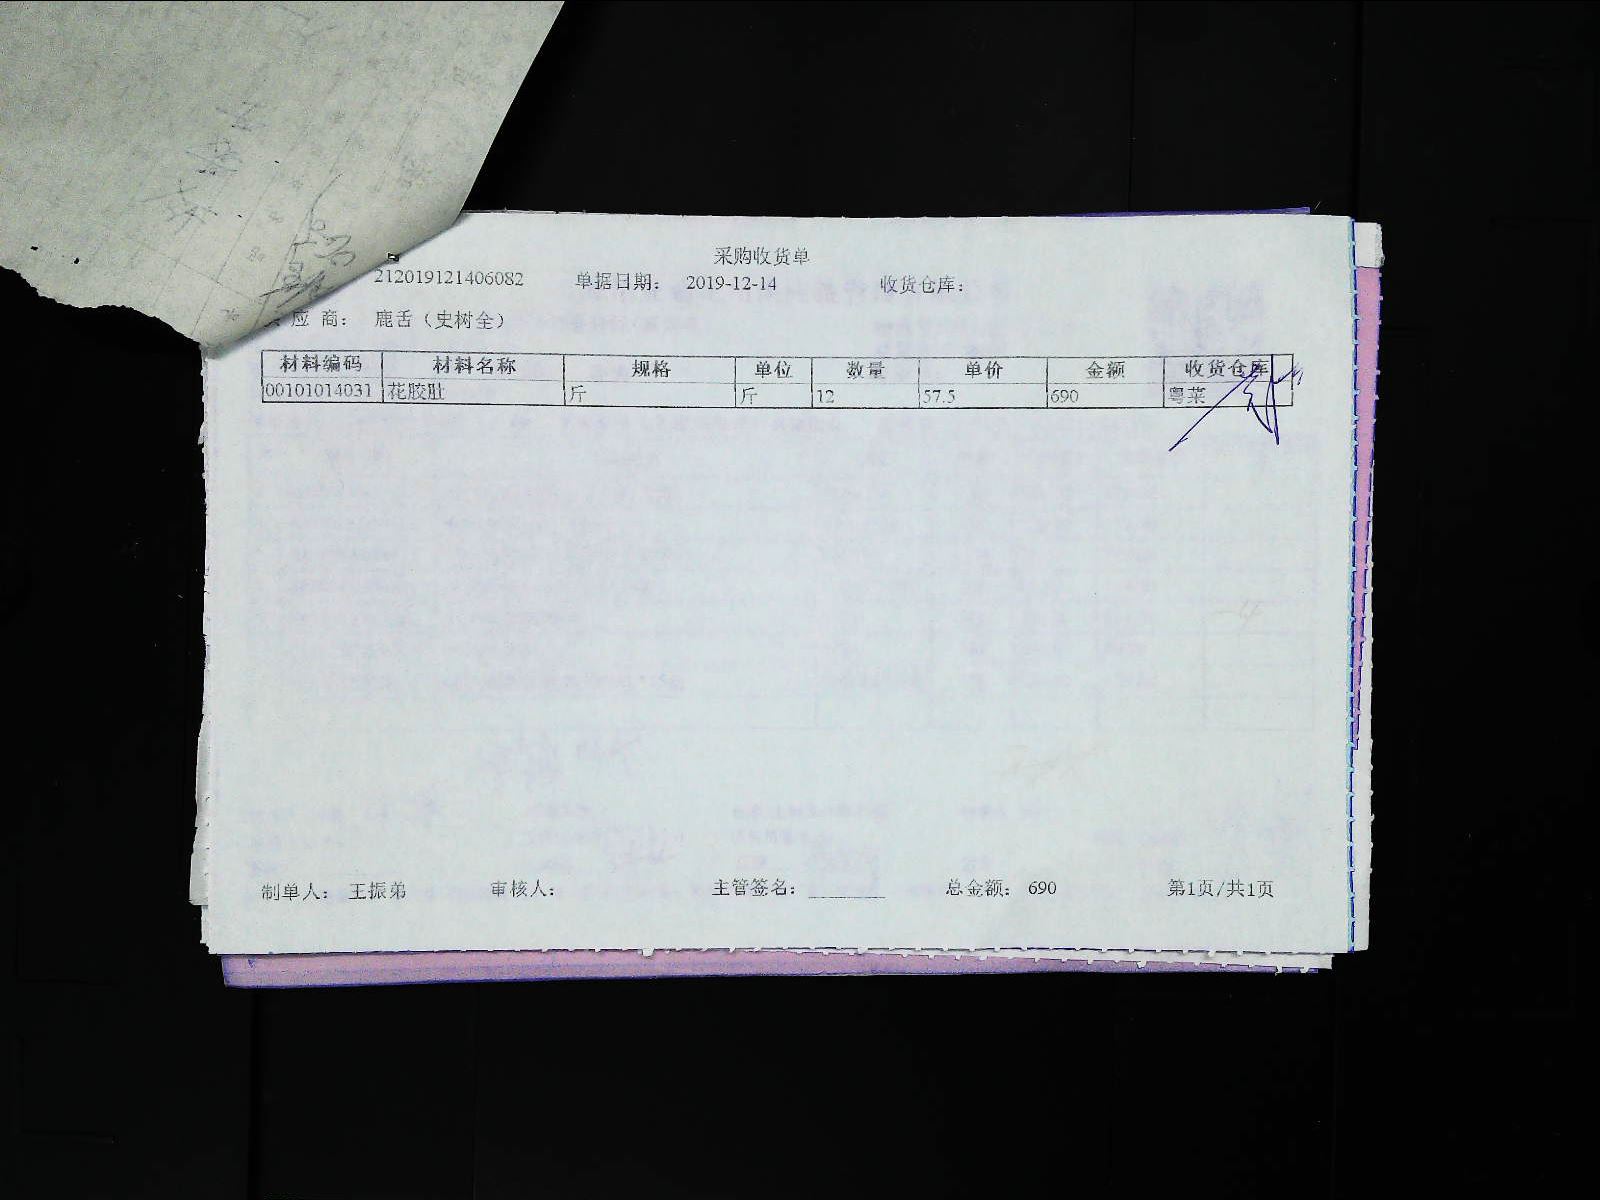 采购收货单
212019121406082 单据日期： 2019-12-14 收货仓库：
应 商： 鹿舌（史树全）
材料编码 材料名称 规格 单位 数量 单价 金额 收货仓库
00101014031 花胶肚 斤 斤 12 57.5 690 粤菜
制单人： 王振弟 审核人： 主管签名： 总金额： 690 第1页/共1页